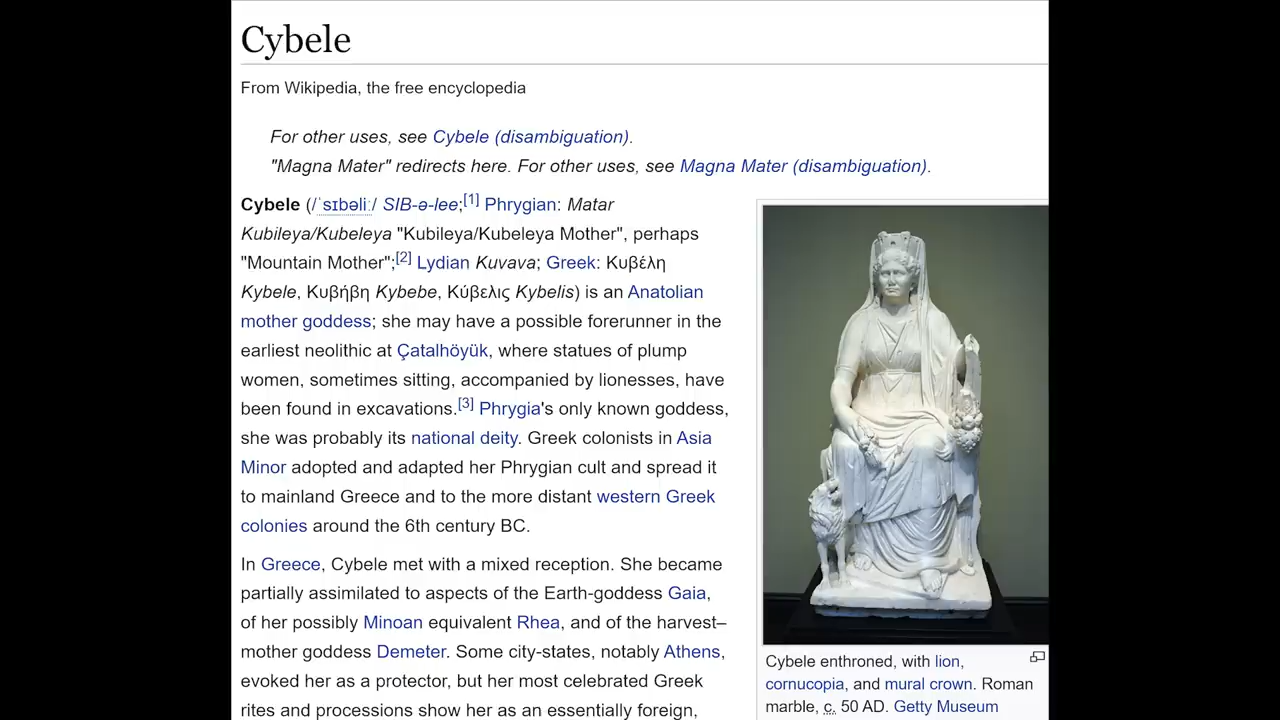 Cybele
From Wikipedia, the free encyclopedia
For other uses, see Cybele (disambiguation).
"Magna Mater" redirects here. For other uses, see Magna Mater (disambiguation).
Cybele (/ˈsɪbəliː/ SIB-ə-lee;[1] Phrygian: Matar
Kubileya/Kubeleya "Kubileya/Kubeleya Mother", perhaps
"Mountain Mother";[2] Lydian Kuvava; Greek: Κυβέλη
Kybele, Κυβήβη Kybebe, Κύβελις Kybelis) is an Anatolian
mother goddess; she may have a possible forerunner in the
earliest neolithic at Çatalhöyük, where statues of plump
women, sometimes sitting, accompanied by lionesses, have
been found in excavations.[3] Phrygia's only known goddess,
she was probably its national deity. Greek colonists in Asia
Minor adopted and adapted her Phrygian cult and spread it
to mainland Greece and to the more distant western Greek
colonies around the 6th century BC.
In Greece, Cybele met with a mixed reception. She became
partially assimilated to aspects of the Earth-goddess Gaia,
of her possibly Minoan equivalent Rhea, and of the harvest–
mother goddess Demeter. Some city-states, notably Athens,
evoked her as a protector, but her most celebrated Greek
rites and processions show her as an essentially foreign,
Cybele enthroned, with lion,
cornucopia, and mural crown. Roman
marble, c. 50 AD. Getty Museum